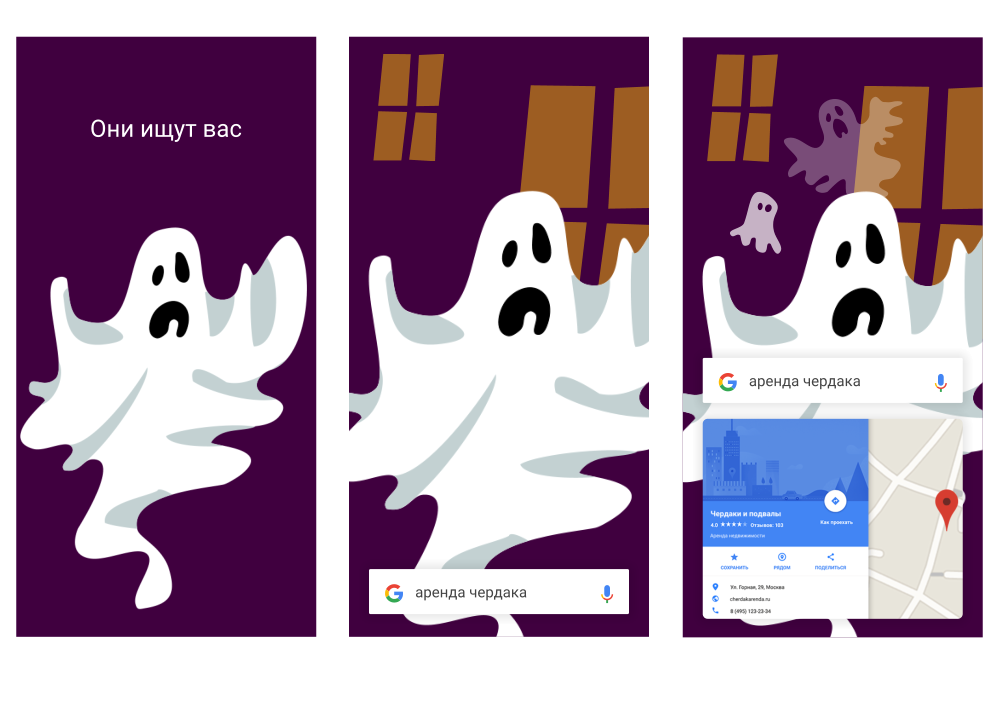 Они ищут вас
аренда чердака
аренда чердака
Чердаки и подвалы
4.0 ★★★★★ Отзывов: 103
Аренда недвижимости
Как проехать
СОХРАНИТЬ РЯДОМ ПОДЕЛИТЬСЯ
Ул. Горная, 29, Москва
cherdakarenda.ru
8 (495) 123-23-34